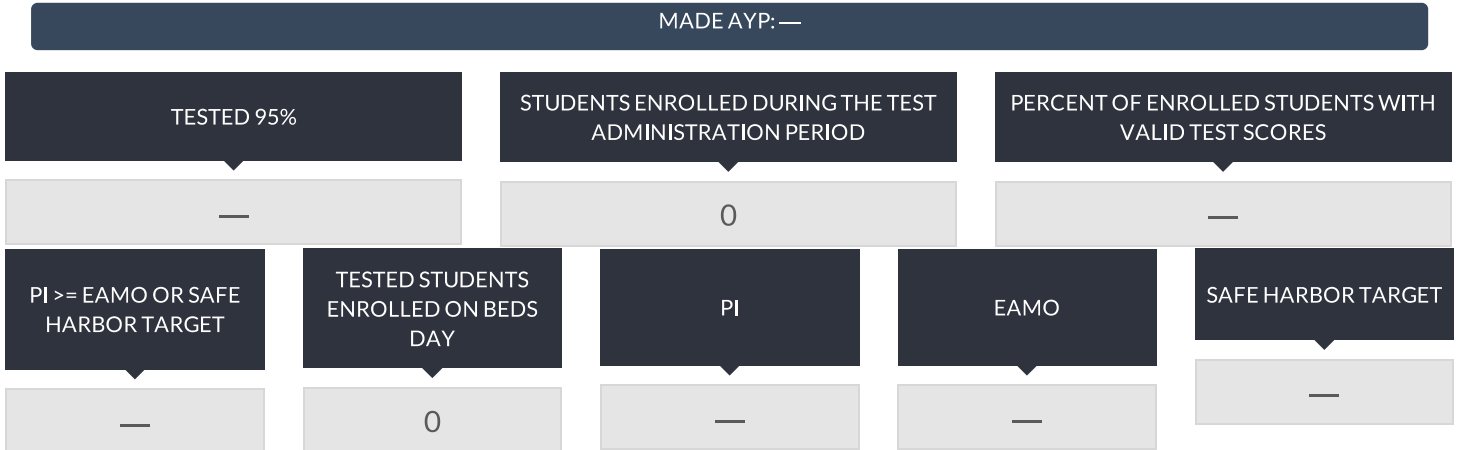 MADE AYP: —
TESTED 95%
—
STUDENTS ENROLLED DURING THE TEST
ADMINISTRATION PERIOD
0
PERCENT OF ENROLLED STUDENTS WITH
VALID TEST SCORES
—
PI >= EAMO OR SAFE
HARBOR TARGET
—
TESTED STUDENTS
ENROLLED ON BEDS
DAY
0
PI
—
EAMO
—
SAFE HARBOR TARGET
—